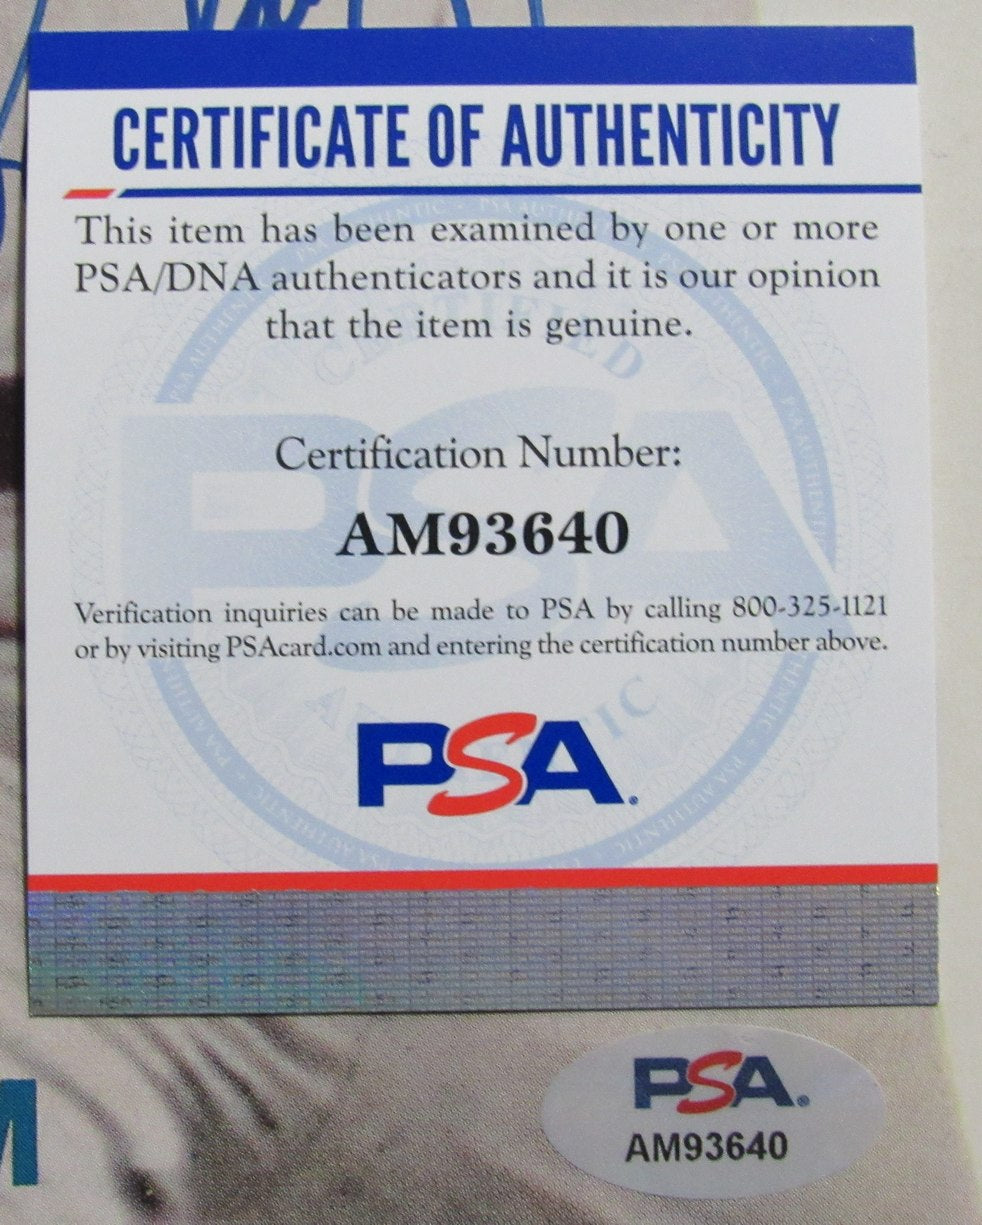 CERTIFICATE OF AUTHENTICITY
This item has been examined by one or more
PSA/DNA authenticators and it is our opinion
that the item is genuine.
Certification Number:
AM93640
Verification inquiries can be made to PSA by calling 800-325-1121
or by visiting PSAcard.com and entering the certification number above.
PSA.
PSA®
AM93640